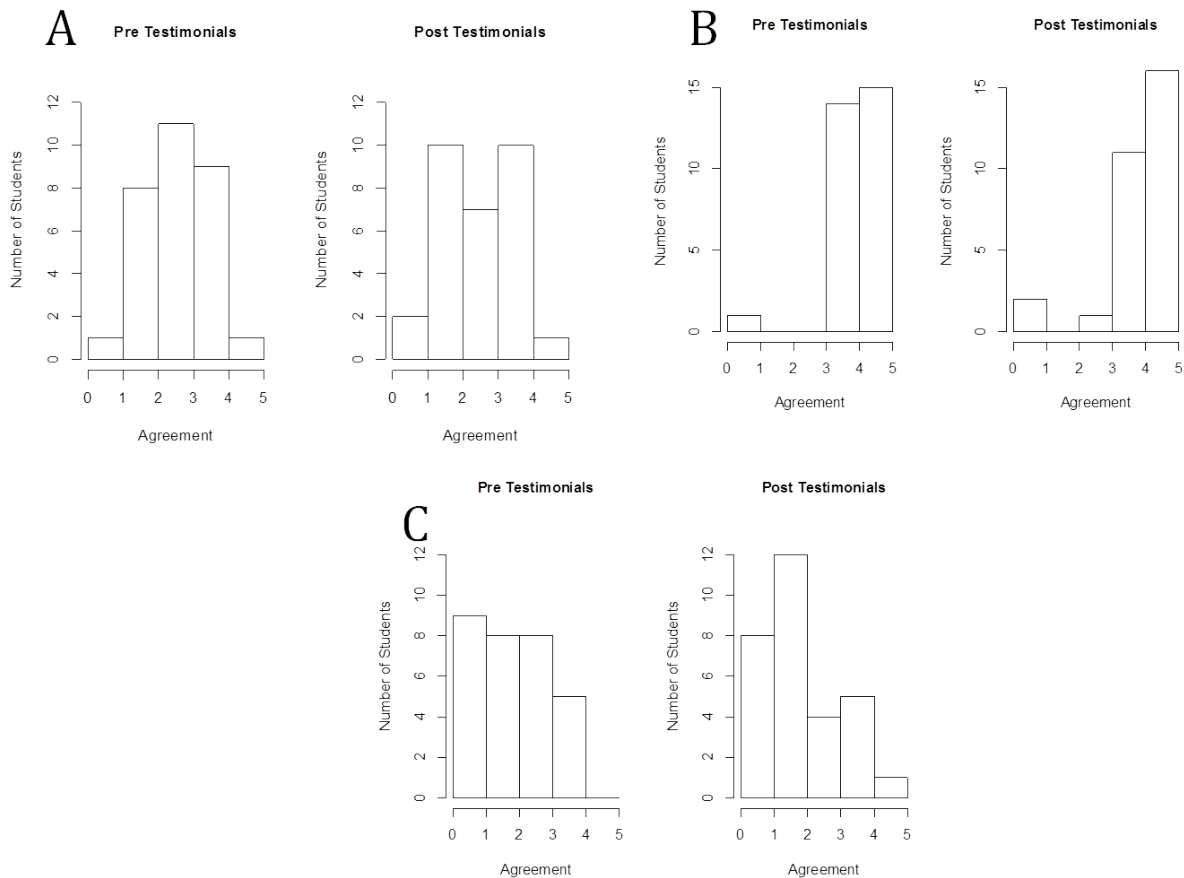 A
Pre Testimonials
Post Testimonials
Number of Students
0 2 4 6 8 10 12
0 1 2 3 4 5
Agreement
Number of Students
0 2 4 6 8 10 12
0 1 2 3 4 5
Agreement
B
Pre Testimonials
Post Testimonials
Number of Students
0 5 10 15
0 1 2 3 4 5
Agreement
Number of Students
0 5 10 15
0 1 2 3 4 5
Agreement
C
Pre Testimonials
Post Testimonials
Number of Students
0 2 4 6 8 10 12
0 1 2 3 4 5
Agreement
Number of Students
0 2 4 6 8 10 12
0 1 2 3 4 5
Agreement